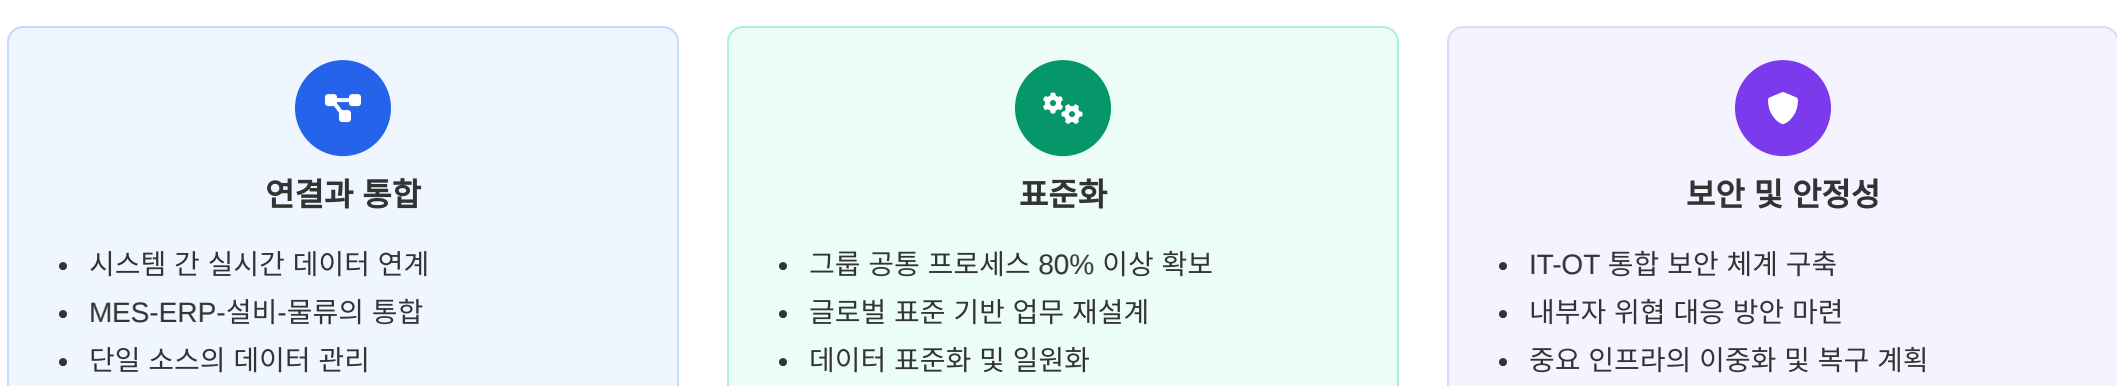 연결과 통합
• 시스템 간 실시간 데이터 연계
• MES-ERP-설비-물류의 통합
• 단일 소스의 데이터 관리
표준화
• 그룹 공통 프로세스 80% 이상 확보
• 글로벌 표준 기반 업무 재설계
• 데이터 표준화 및 일원화
보안 및 안정성
• IT-OT 통합 보안 체계 구축
• 내부자 위협 대응 방안 마련
• 중요 인프라의 이중화 및 복구 계획